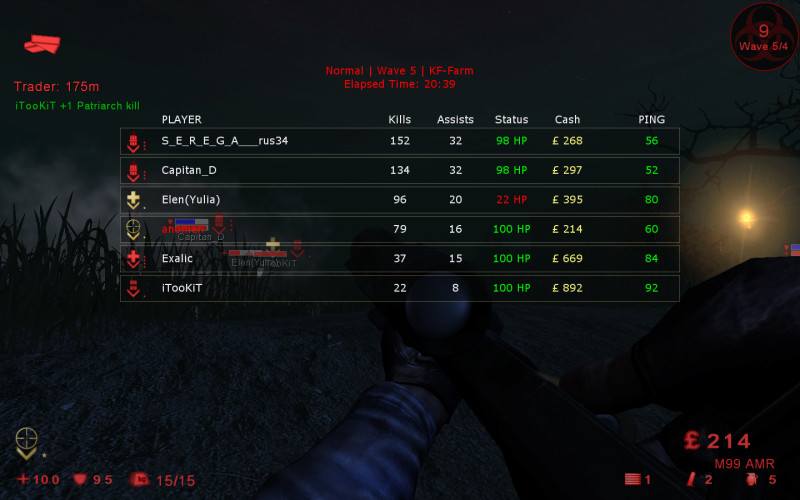 9
Wave 5/4
Normal | Wave 5 | KF-Farm
Elapsed Time: 20:39
Trader: 175m
iTooKiT +1 Patriarch kill
PLAYER Kills Assists Status Cash PING
S_E_R_E_G_A___rus34 152 32 98 HP £ 268 56
Capitan_D 134 32 98 HP £ 297 52
Elen(Yulia) 96 20 22 HP £ 395 80
79 16 100 HP £ 214 60
Capitan_D
Exalic 37 15 100 HP £ 669 84
iTooKiT 22 8 100 HP £ 892 92
£ 214
M99 AMR
100 95 15/15 1 2 5